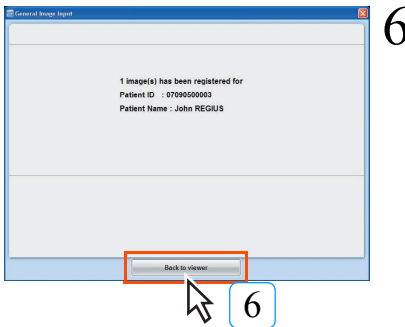 General Image Input
6
1 image(s) has been registered for
Patient ID : 07090500003
Patient Name : John REGIUS
Back to viewer
6